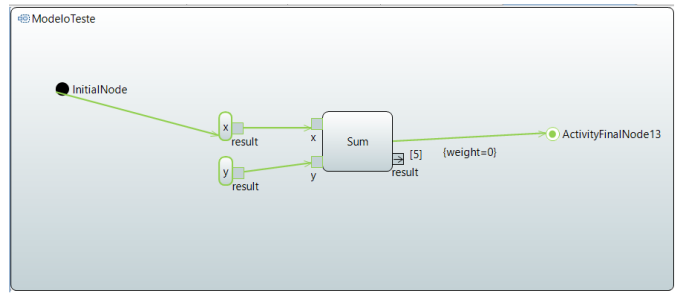 ModeloTeste
InitialNode
x
result
x
Sum
[5]
result
{weight=0}
ActivityFinalNode13
y
result
y